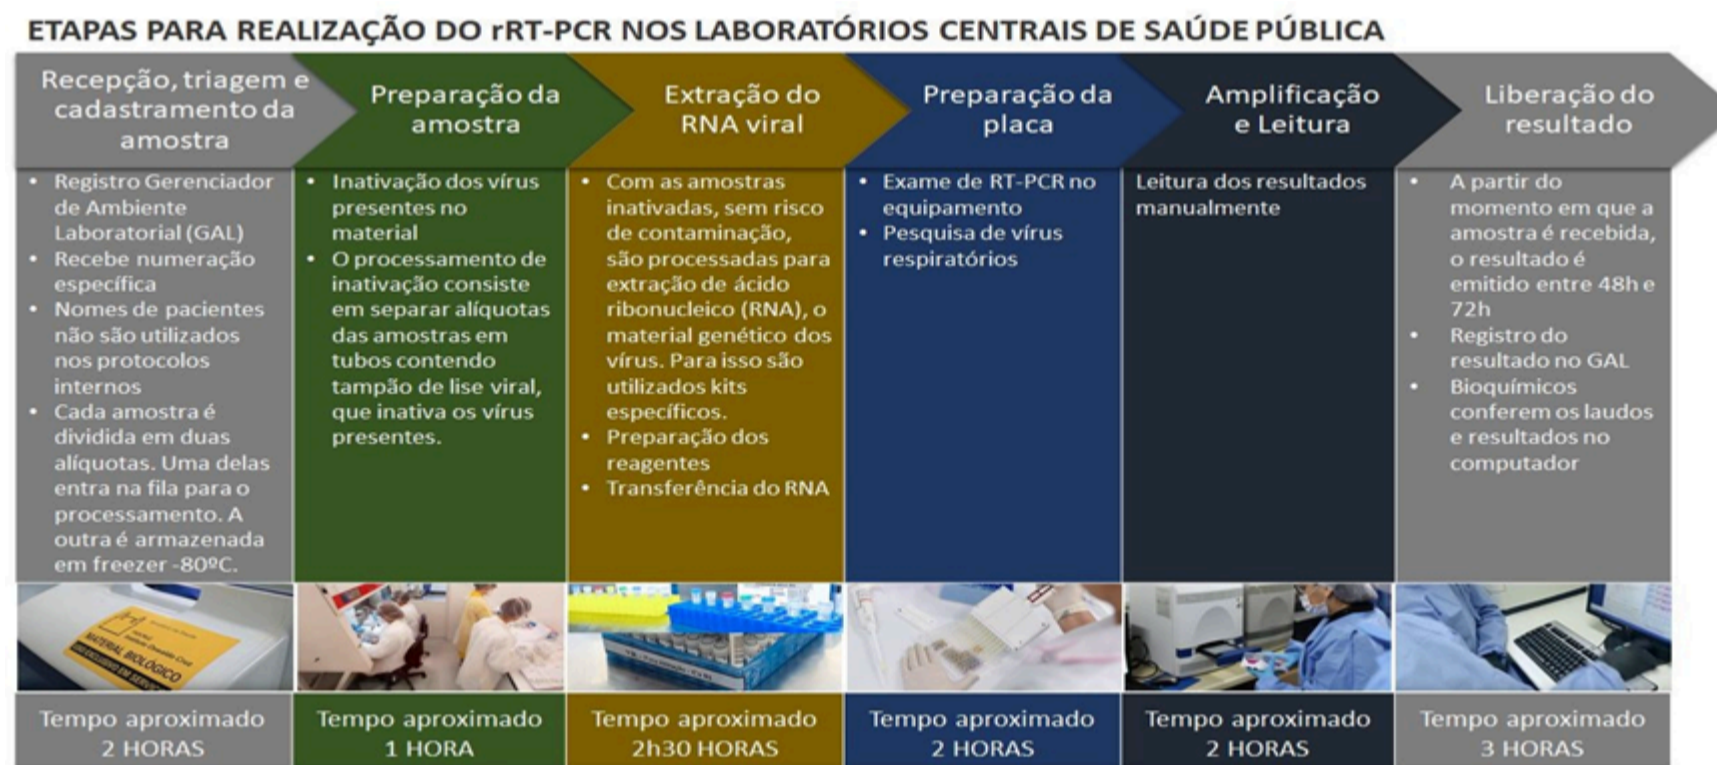 ETAPAS PARA REALIZAÇÃO DO rRT-PCR NOS LABORATÓRIOS CENTRAIS DE SAÚDE PÚBLICA
Recepção, triagem e
cadastramento da
amostra
• Registro Gerenciador
de Ambiente
Laboratorial (GAL)
• Recebe numeração
específica
• Nomes de pacientes
não são utilizados
nos protocolos
internos
• Cada amostra é
dividida em duas
alíquotas. Uma delas
entra na fila para o
processamento. A
outra é armazenada
em freezer -80ºC.
MATERIAL BIOLÓGICO
Tempo aproximado
2 HORAS
Preparação da
amostra
• Inativação dos vírus
presentes no
material
• O processamento de
inativação consiste
em separar alíquotas
das amostras em
tubos contendo
tampão de lise viral,
que inativa os vírus
presentes.
Tempo aproximado
1 HORA
Extração do
RNA viral
• Com as amostras
inativadas, sem risco
de contaminação,
são processadas para
extração de ácido
ribonucleico (RNA), o
material genético dos
vírus. Para isso são
utilizados kits
específicos.
• Preparação dos
reagentes
• Transferência do RNA
Tempo aproximado
2h30 HORAS
Preparação da
placa
• Exame de RT-PCR no
equipamento
• Pesquisa de vírus
respiratórios
Tempo aproximado
2 HORAS
Amplificação
e Leitura
Leitura dos resultados
manualmente
Tempo aproximado
2 HORAS
Liberação do
resultado
• A partir do
momento em que a
amostra é recebida,
o resultado é
emitido entre 48h e
72h
• Registro do
resultado no GAL
• Bioquímicos
conferem os laudos
e resultados no
computador
Tempo aproximado
3 HORAS